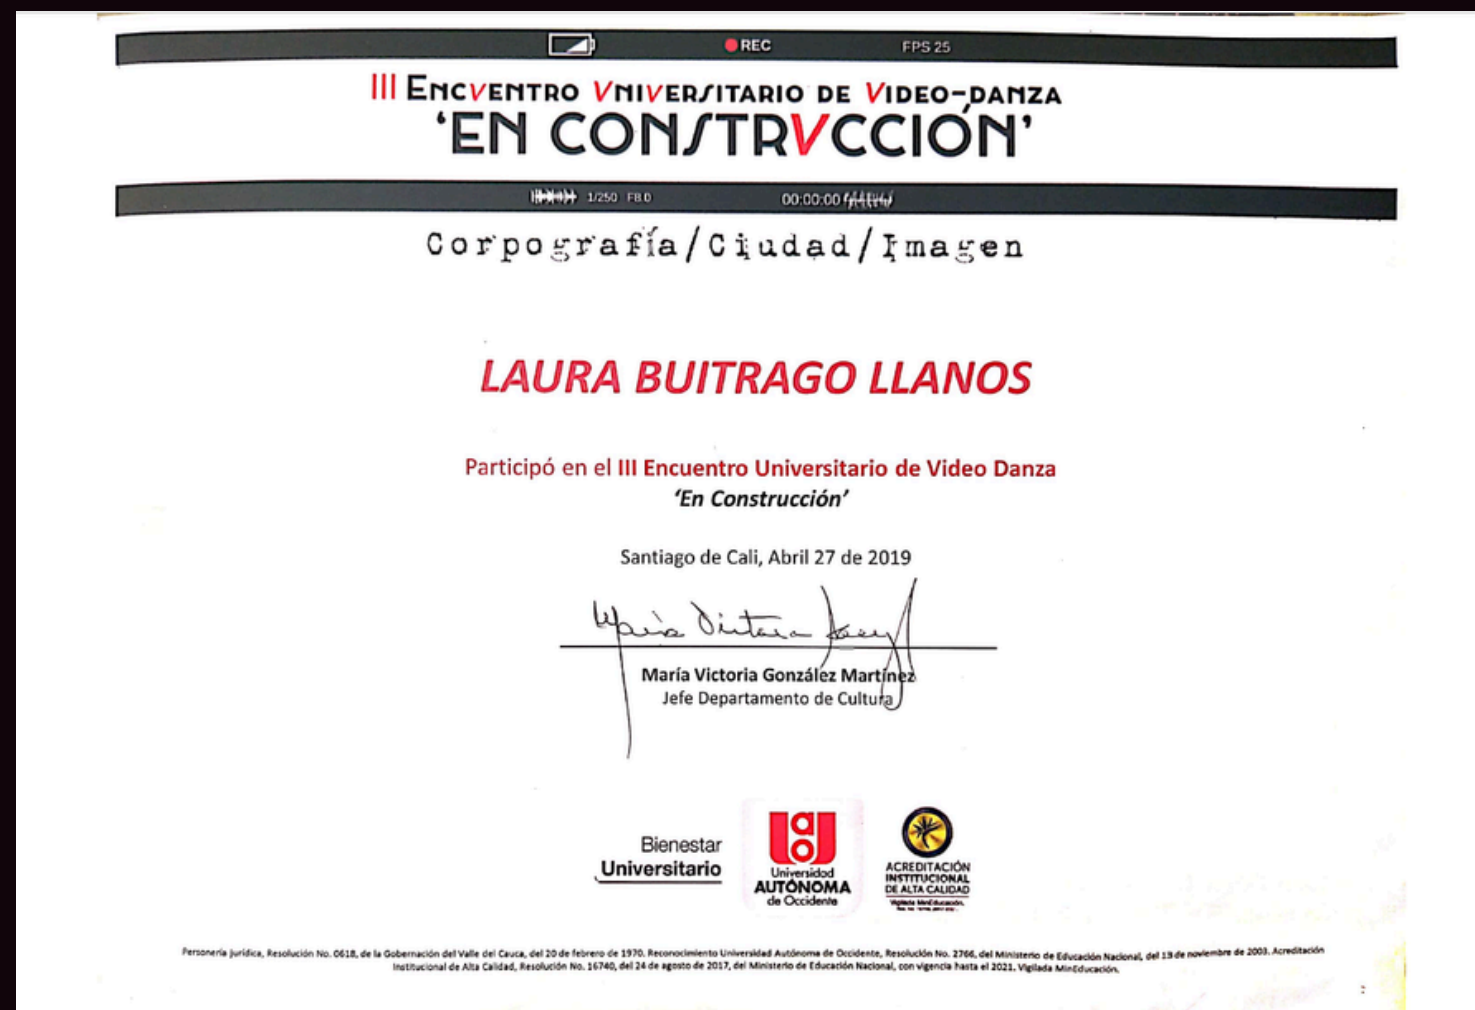 REC
FPS 25
III ENCVENTRO VNIVERSITARIO DE VIDEO-DANZA
‘EN CONSTRVCCIÓN’
1/250 F8.0
00:00:00
Corpografía/Ciudad/Imagen
LAURA BUITRAGO LLANOS
Participó en el III Encuentro Universitario de Video Danza
‘En Construcción’
Santiago de Cali, Abril 27 de 2019
María Victoria González Martínez
Jefe Departamento de Cultura
Bienestar
Universitario
Universidad
AUTÓNOMA
de Occidente
ACREDITACIÓN
INSTITUCIONAL
DE ALTA CALIDAD
Vigilada MinEducación.
Personería jurídica, Resolución No. 0618, de la Gobernación del Valle del Cauca, del 20 de febrero de 1970. Reconocimiento Universidad Autónoma de Occidente, Resolución No. 2766, del Ministerio de Educación Nacional, del 13 de noviembre de 2003. Acreditación
Institucional de Alta Calidad, Resolución No. 16740, del 24 de agosto de 2017, del Ministerio de Educación Nacional, con vigencia hasta el 2021. Vigilada MinEducación.